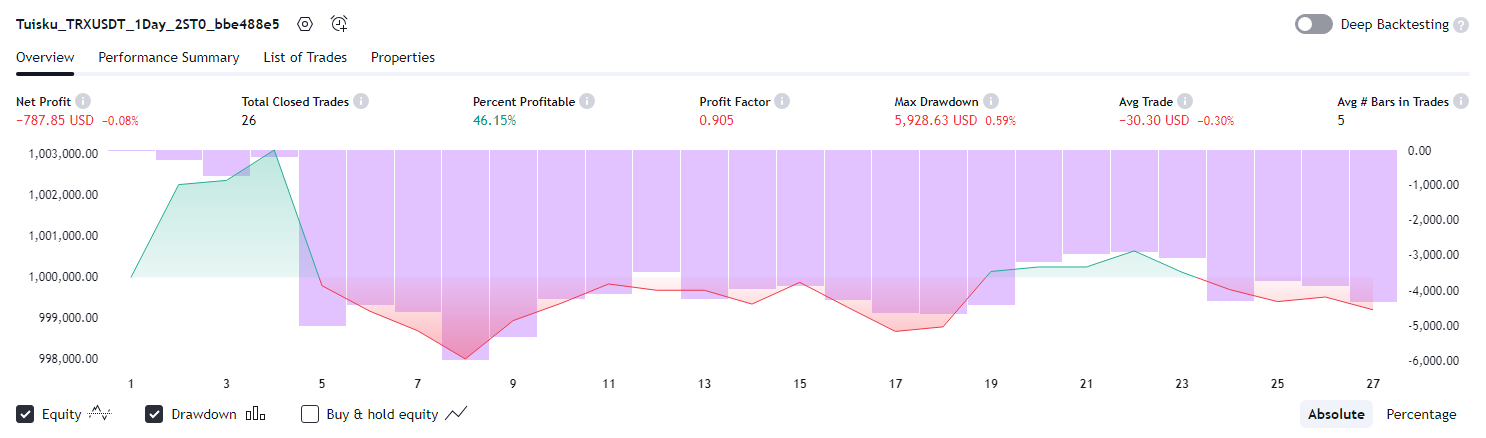 Tuisku_TRXUSDT_1Day_2ST0_bbe488e5 Deep Backtesting ?
Overview Performance Summary List of Trades Properties
Net Profit i Total Closed Trades i Percent Profitable i Profit Factor i Max Drawdown i Avg Trade i Avg # Bars in Trades i
−787.85 USD −0.08% 26 46.15% 0.905 5,928.63 USD 0.59% −30.30 USD −0.30% 5
1,003,000.00 0.00
1,002,000.00 -1,000.00
1,001,000.00 -2,000.00
1,000,000.00 -3,000.00
999,000.00 -4,000.00
998,000.00 -5,000.00
-6,000.00
1 3 5 7 9 11 13 15 17 19 21 23 25 27
Equity Drawdown Buy & hold equity Absolute Percentage